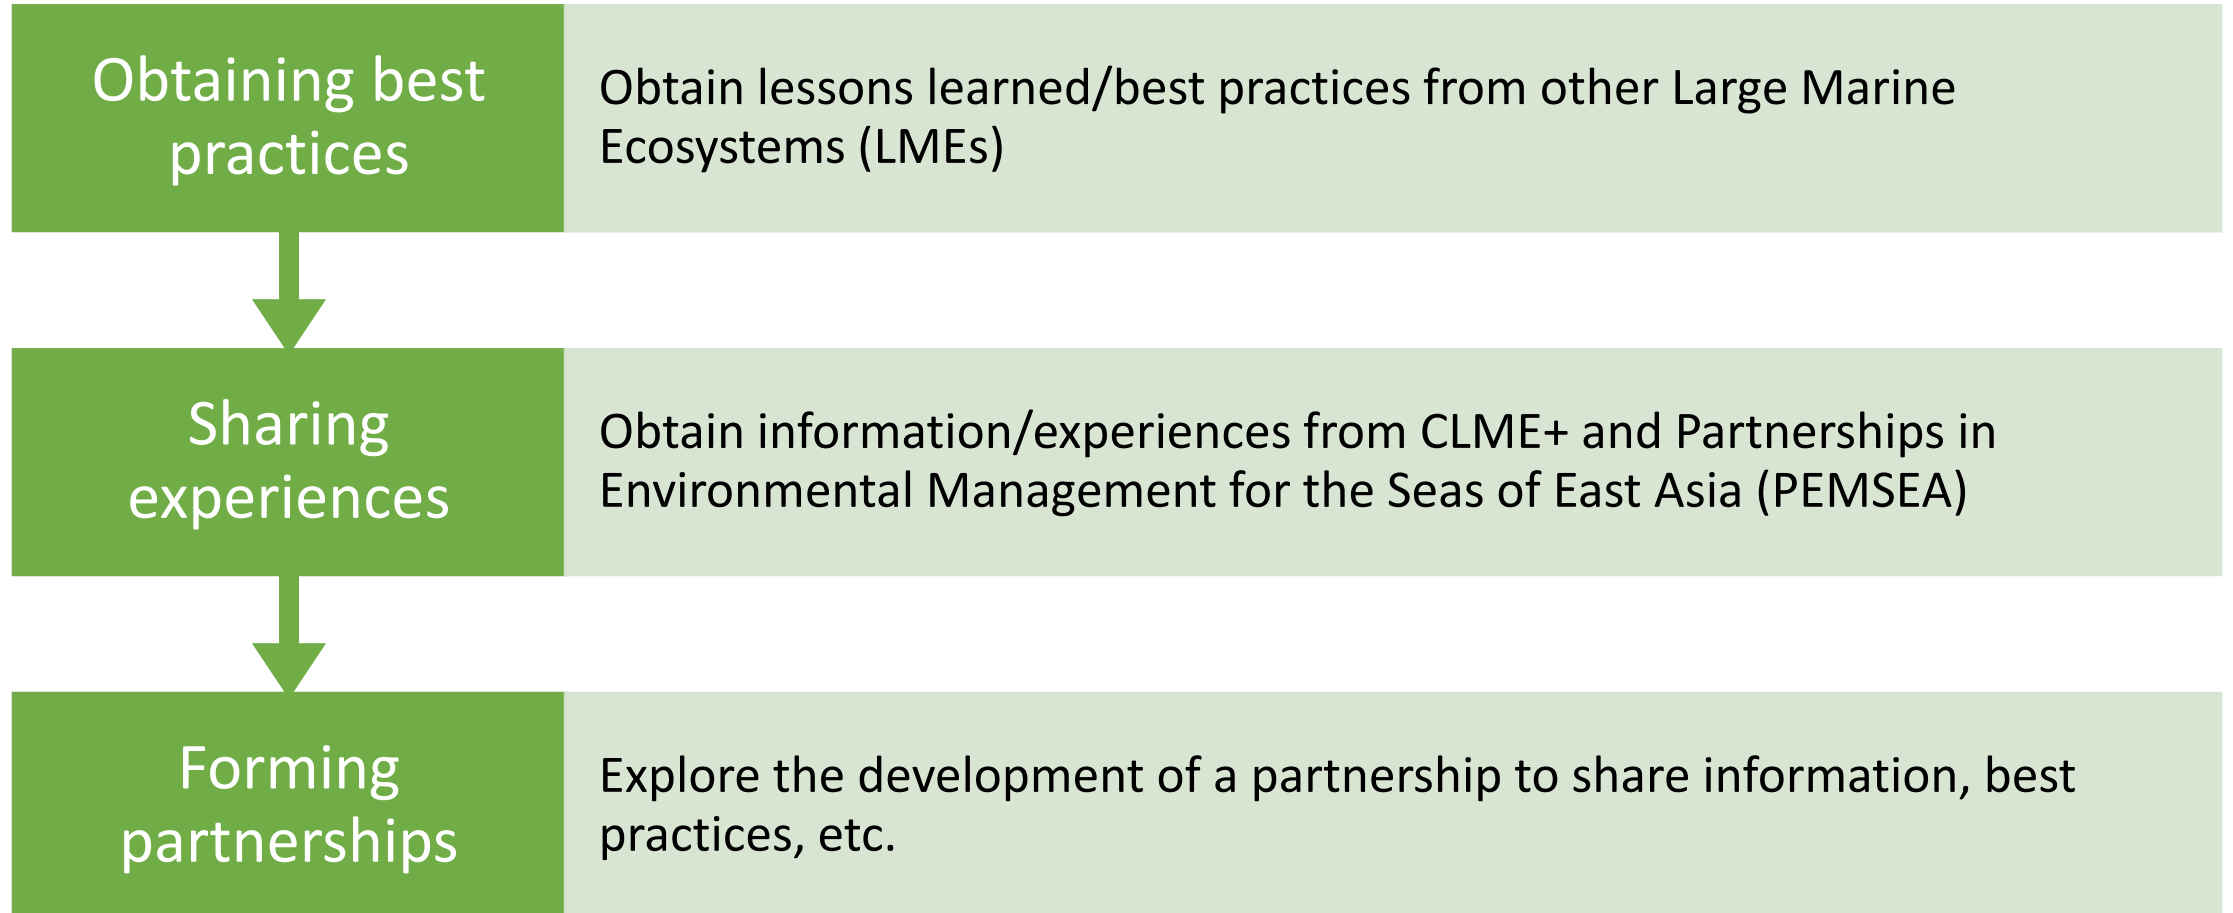 Obtaining best
practices
Obtain lessons learned/best practices from other Large Marine
Ecosystems (LMEs)
Sharing
experiences
Obtain information/experiences from CLME+ and Partnerships in
Environmental Management for the Seas of East Asia (PEMSEA)
Forming
partnerships
Explore the development of a partnership to share information, best
practices, etc.